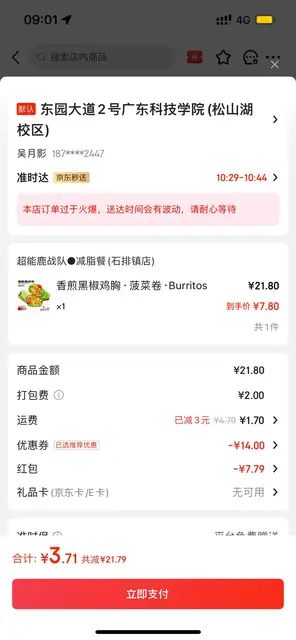 09:01
4G
搜索店内商品
默认 东园大道2号广东科技学院(松山湖
校区)
吴月影 187****2447
准时达 京东秒送 10:29-10:44
本店订单过于火爆，送达时间会有波动，请耐心等待
超能鹿战队●减脂餐(石排镇店)
香煎黑椒鸡胸·菠菜卷·Burritos ¥21.80
×1 到手价 ¥7.80
共1件
商品金额 ¥21.80
打包费 ¥2.00
运费 已减3元 ¥4.70 ¥1.70
优惠券 已选推荐优惠 -¥14.00
红包 -¥7.79
礼品卡 (京东卡/E卡) 无可用
准时保 平台免费赠送
合计: ¥3.71 共减¥21.79
立即支付